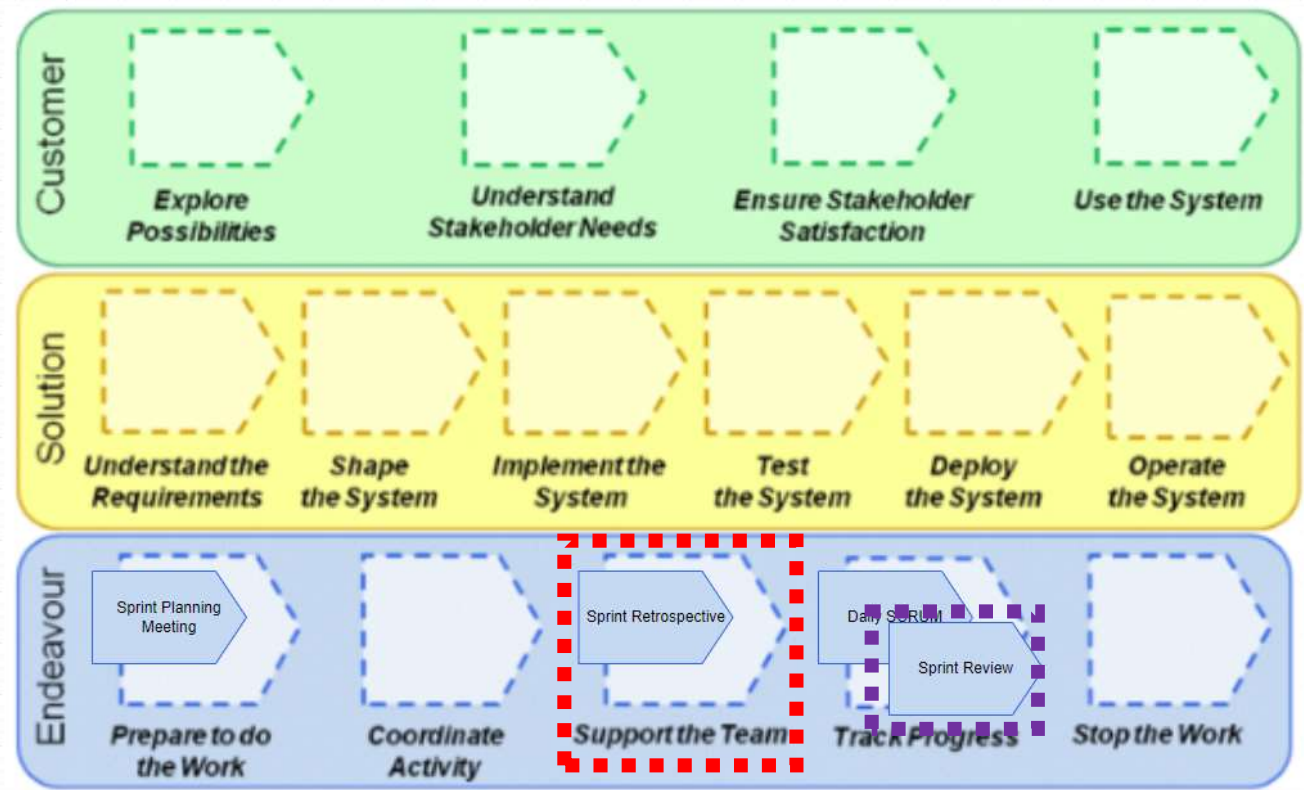 Customer
Explore
Possibilities
Understand
Stakeholder Needs
Ensure Stakeholder
Satisfaction
Use the System
Solution
Understand the
Requirements
Shape
the System
Implement the
System
Test
the System
Deploy
the System
Operate
the System
Endeavour
Sprint Planning
Meeting
Prepare to do
the Work
Coordinate
Activity
Sprint Retrospective
Support the Team
Daily SCRUM
Sprint Review
Track Progress
Stop the Work